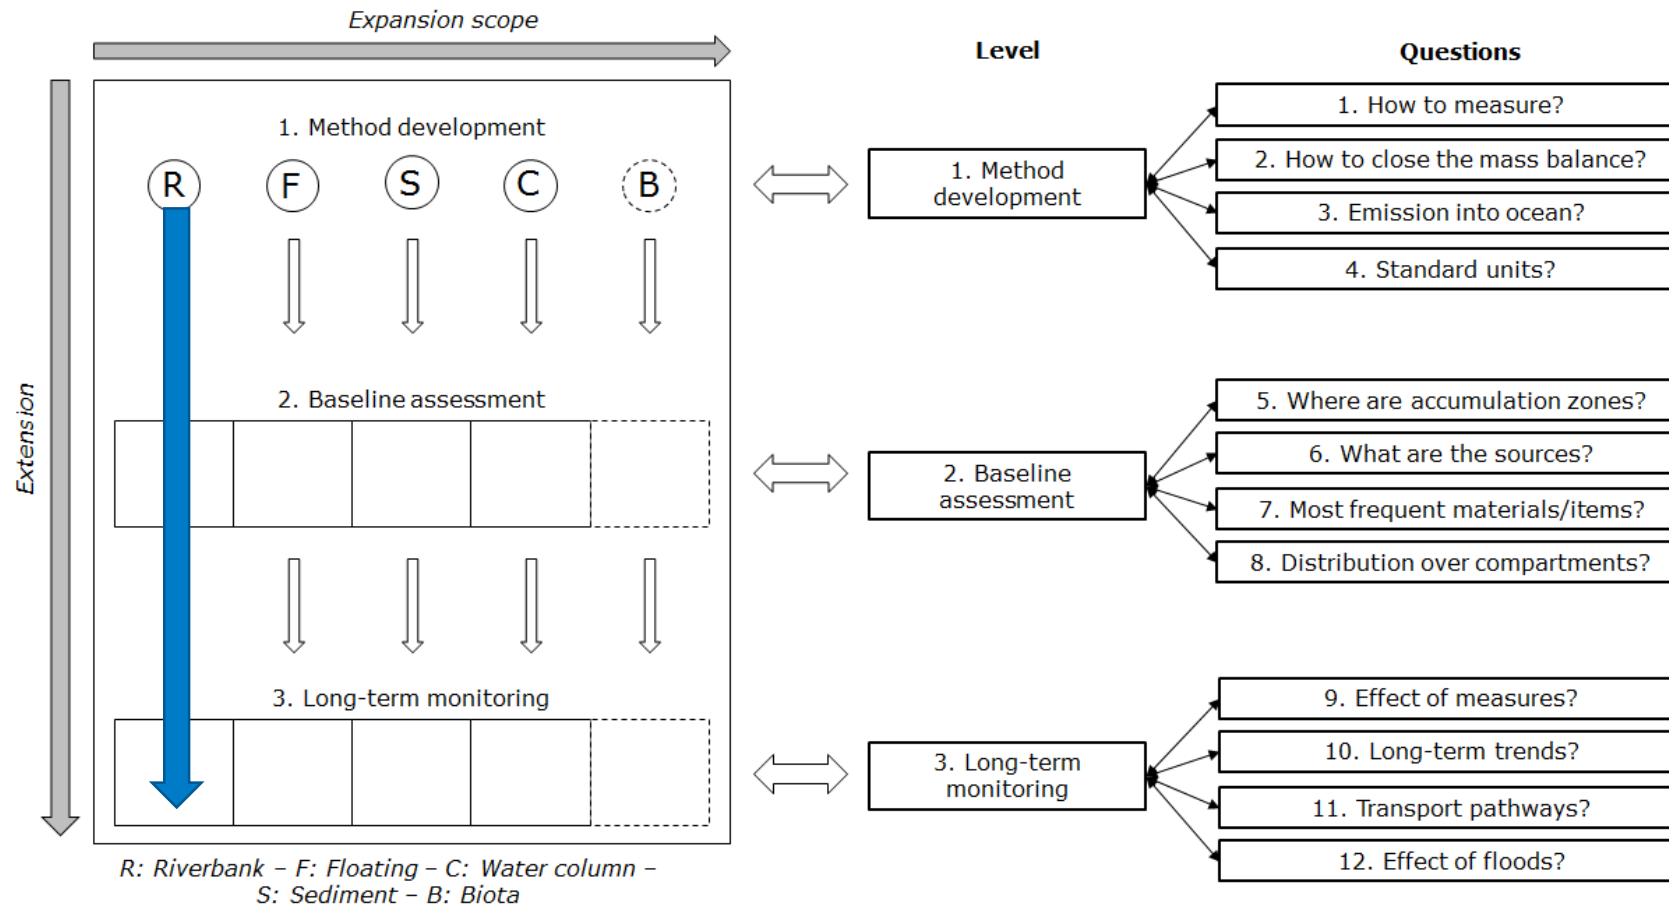 Expansion scope
Extension
1. Method development
R
F
S
C
B
2. Baseline assessment
3. Long-term monitoring
R: Riverbank – F: Floating – C: Water column –
S: Sediment – B: Biota
Level
1. Method
development
2. Baseline
assessment
3. Long-term
monitoring
Questions
1. How to measure?
2. How to close the mass balance?
3. Emission into ocean?
4. Standard units?
5. Where are accumulation zones?
6. What are the sources?
7. Most frequent materials/items?
8. Distribution over compartments?
9. Effect of measures?
10. Long-term trends?
11. Transport pathways?
12. Effect of floods?